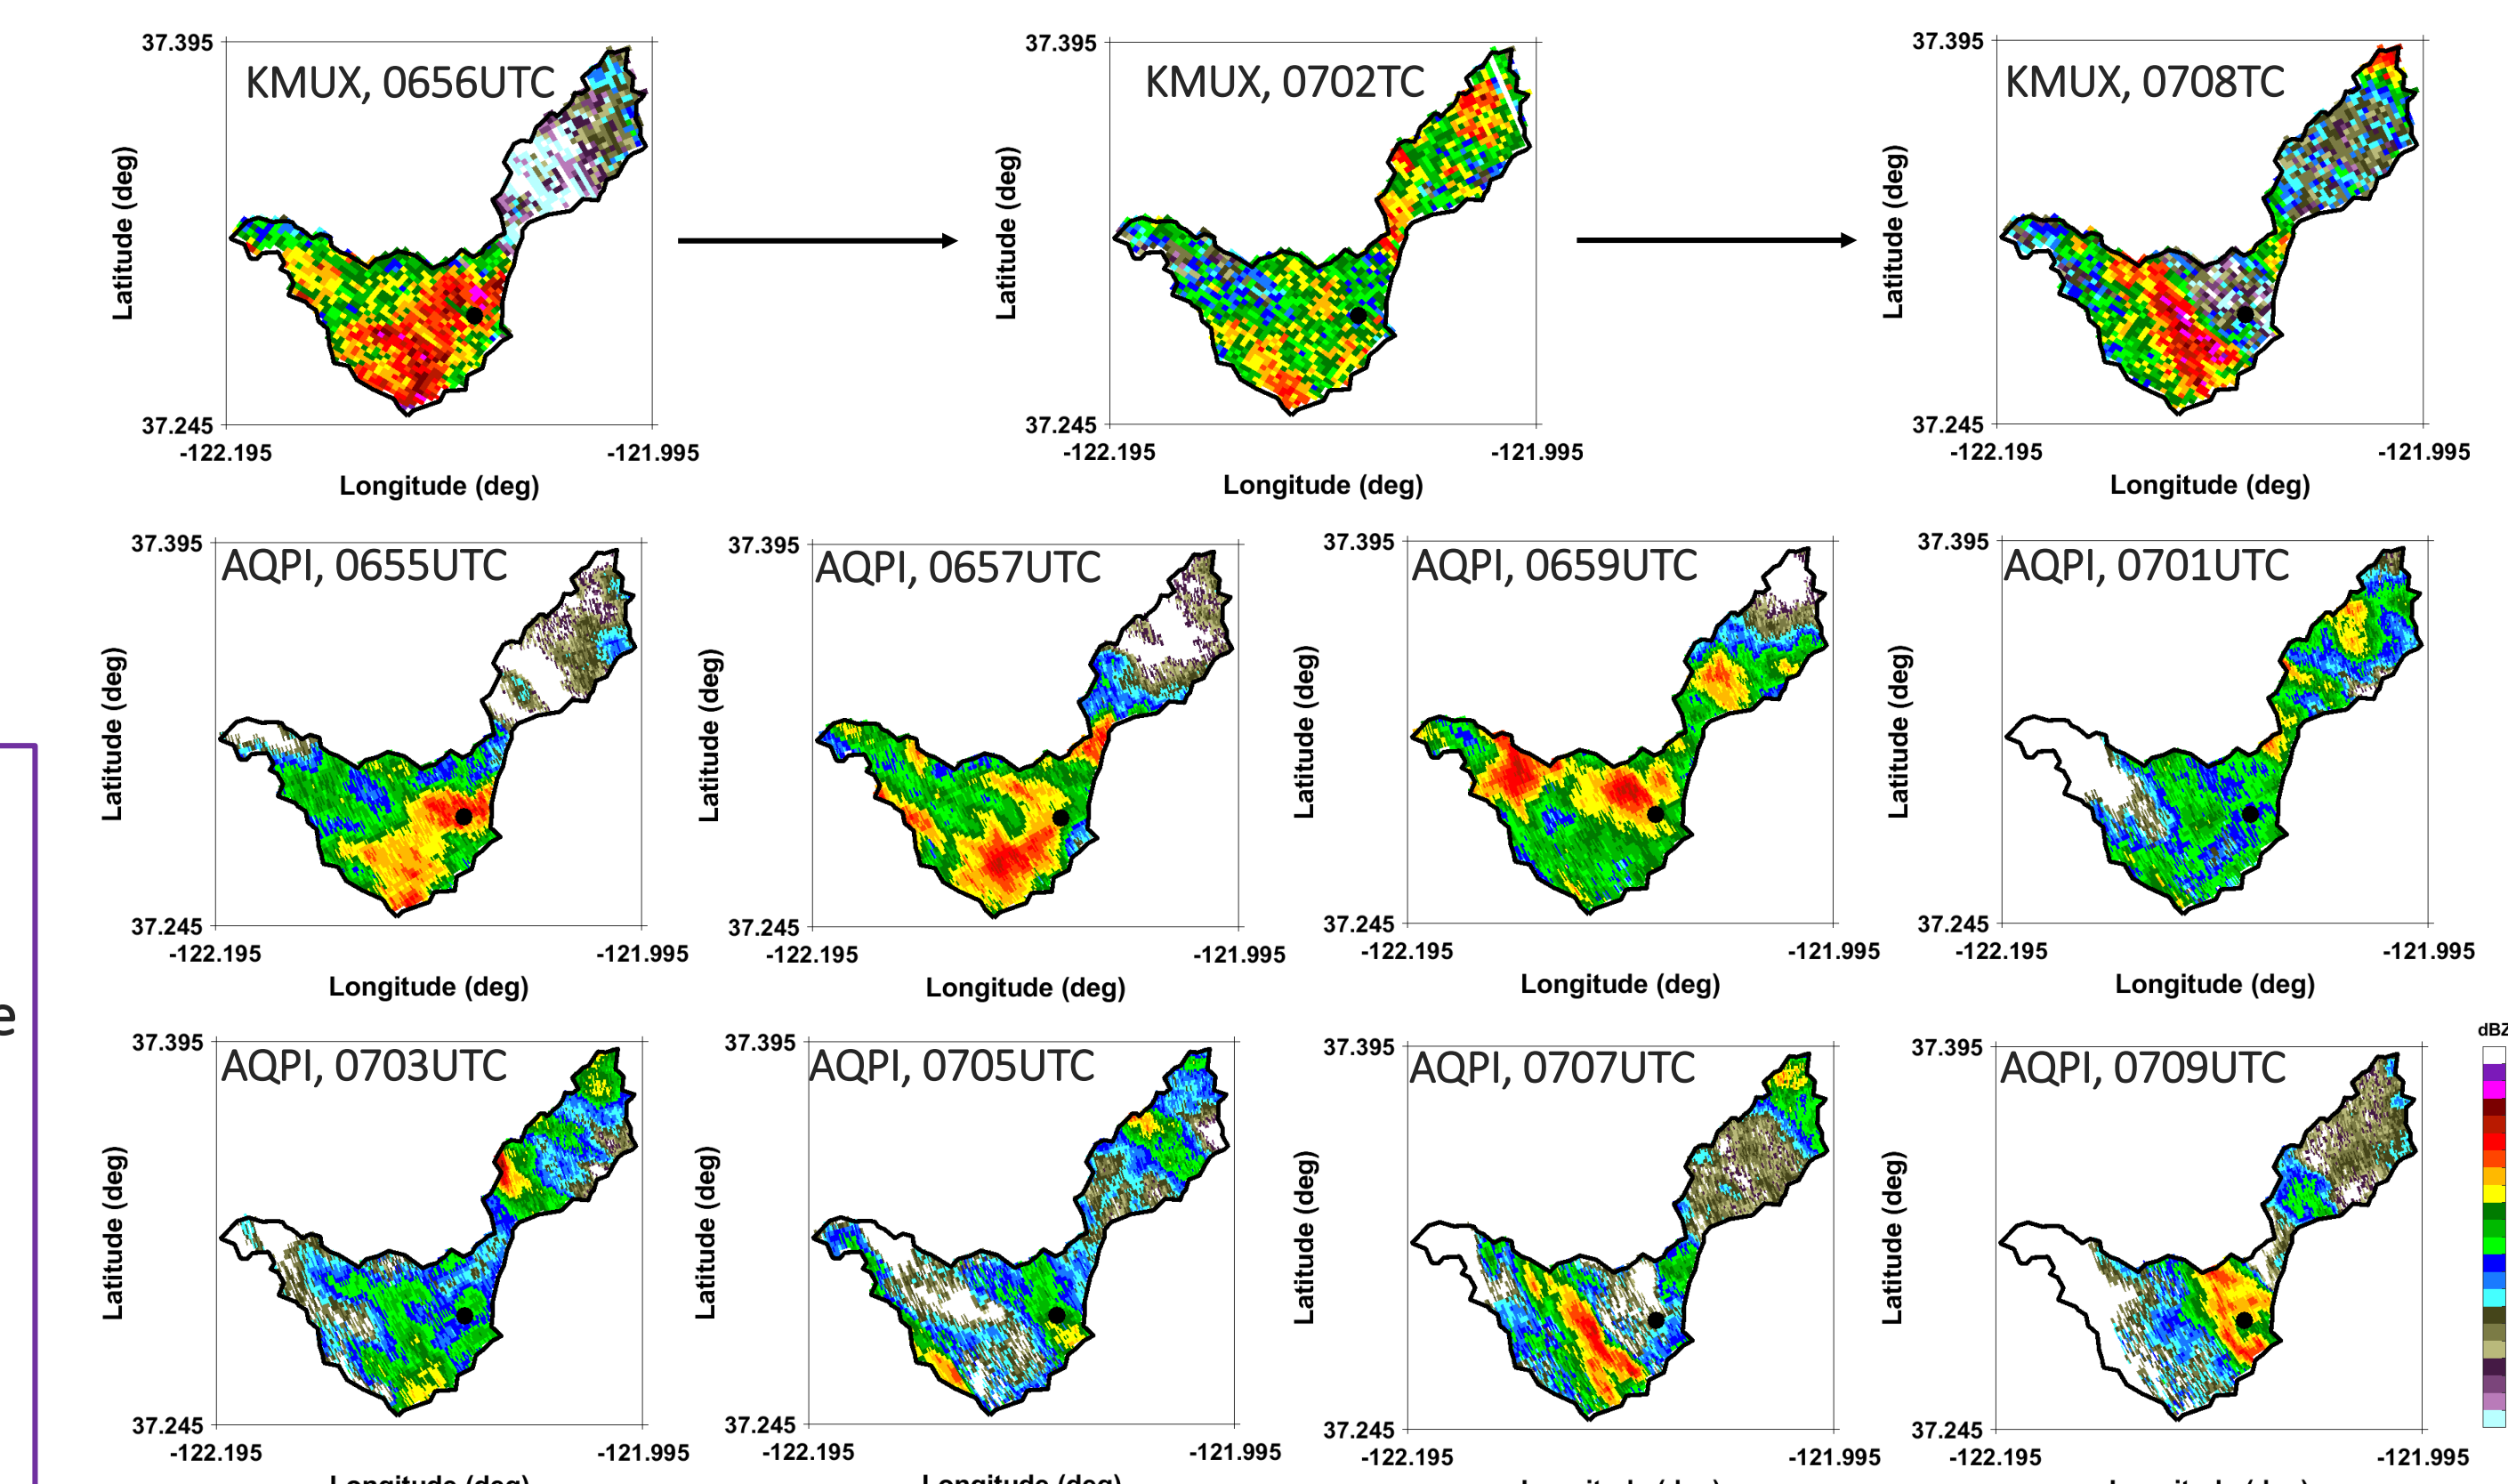 37.395
KMUX, 0656UTC
Latitude (deg)
37.245
-122.195
-121.995
Longitude (deg)
37.395
KMUX, 0702TC
Latitude (deg)
37.245
-122.195
-121.995
Longitude (deg)
37.395
KMUX, 0708TC
Latitude (deg)
37.245
-122.195
-121.995
Longitude (deg)
37.395
AQPI, 0655UTC
Latitude (deg)
37.245
-122.195
-121.995
Longitude (deg)
37.395
AQPI, 0657UTC
Latitude (deg)
37.245
-122.195
-121.995
Longitude (deg)
37.395
AQPI, 0659UTC
Latitude (deg)
37.245
-122.195
-121.995
Longitude (deg)
37.395
AQPI, 0701UTC
Latitude (deg)
37.245
-122.195
-121.995
Longitude (deg)
e
37.395
AQPI, 0703UTC
Latitude (deg)
37.245
-122.195
-121.995
Longitude (deg)
37.395
AQPI, 0705UTC
Latitude (deg)
37.245
-122.195
-121.995
Longitude (deg)
37.395
AQPI, 0707UTC
Latitude (deg)
37.245
-122.195
-121.995
37.395
AQPI, 0709UTC
Latitude (deg)
37.245
-122.195
-121.995
dBZ